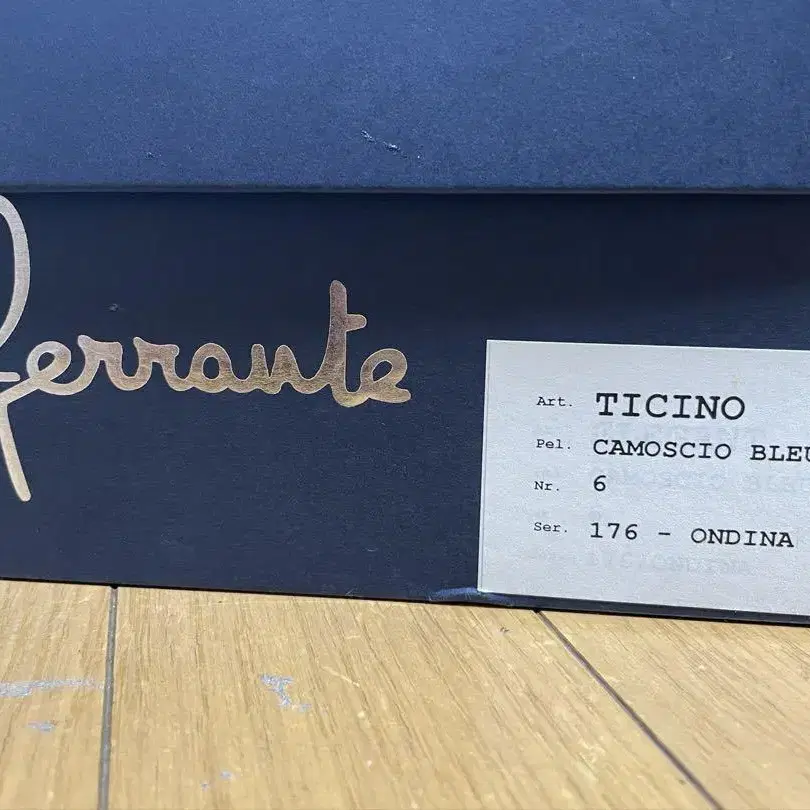 Ferrante
Art. TICINO
Pel. CAMOSCIO BLEU
Nr. 6
Ser. 176 - ONDINA